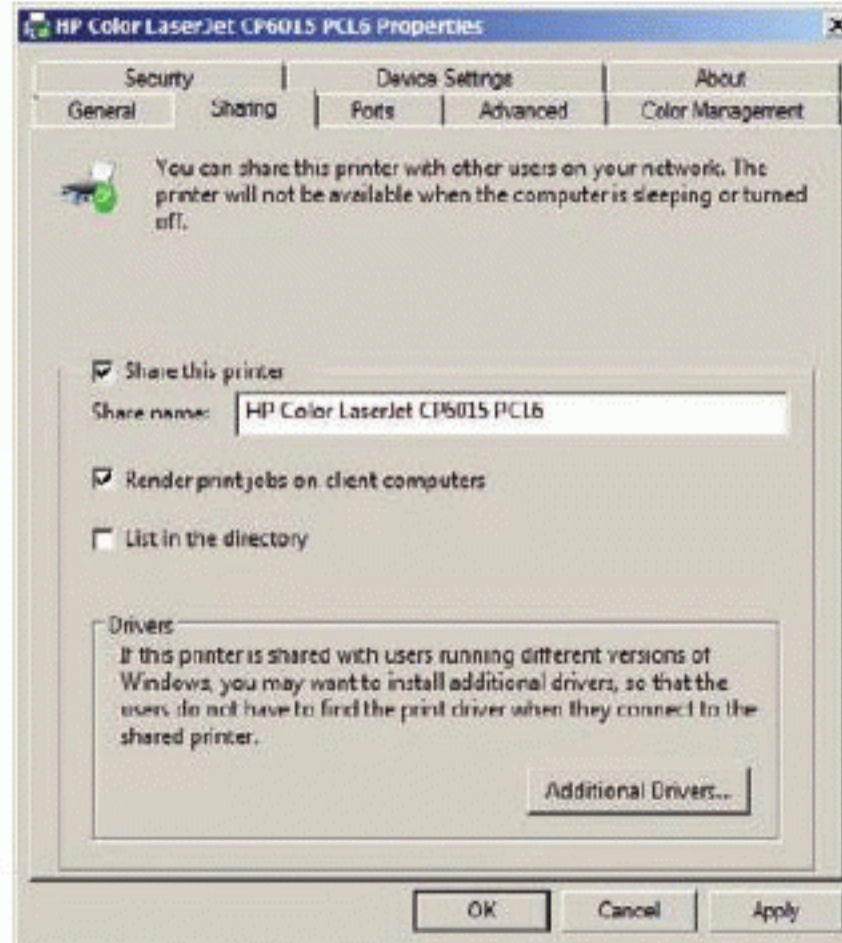 HP Color LaserJet CP6015 PCL6 Properties
Security Device Settings About
General Sharing Ports Advanced Color Management
You can share this printer with other users on your network. The
printer will not be available when the computer is sleeping or turned
off.
Share this printer
Share name: HP Color LaserJet CP6015 PCL6
Render print jobs on client computers
List in the directory
Drivers
If this printer is shared with users running different versions of
Windows, you may want to install additional drivers, so that the
users do not have to find the print driver when they connect to the
shared printer.
Additional Drivers...
OK Cancel Apply